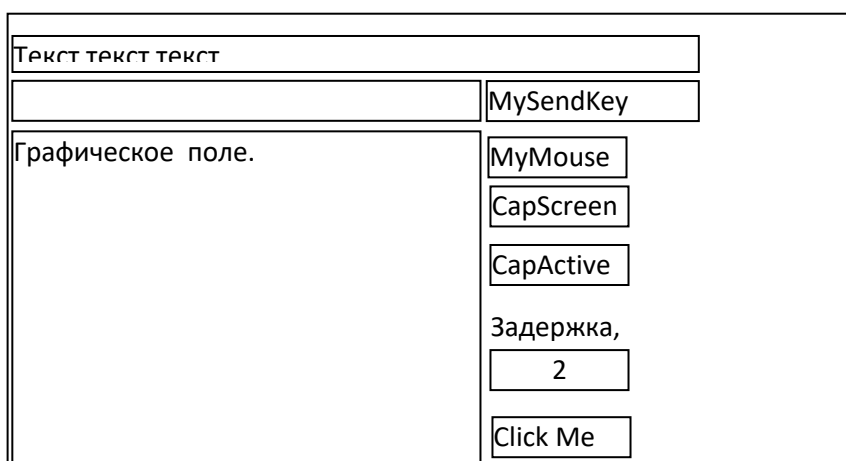 Текст текст текст
MySendKey
Графическое поле.
MyMouse
CapScreen
CapActive
Задержка,
2
Click Me